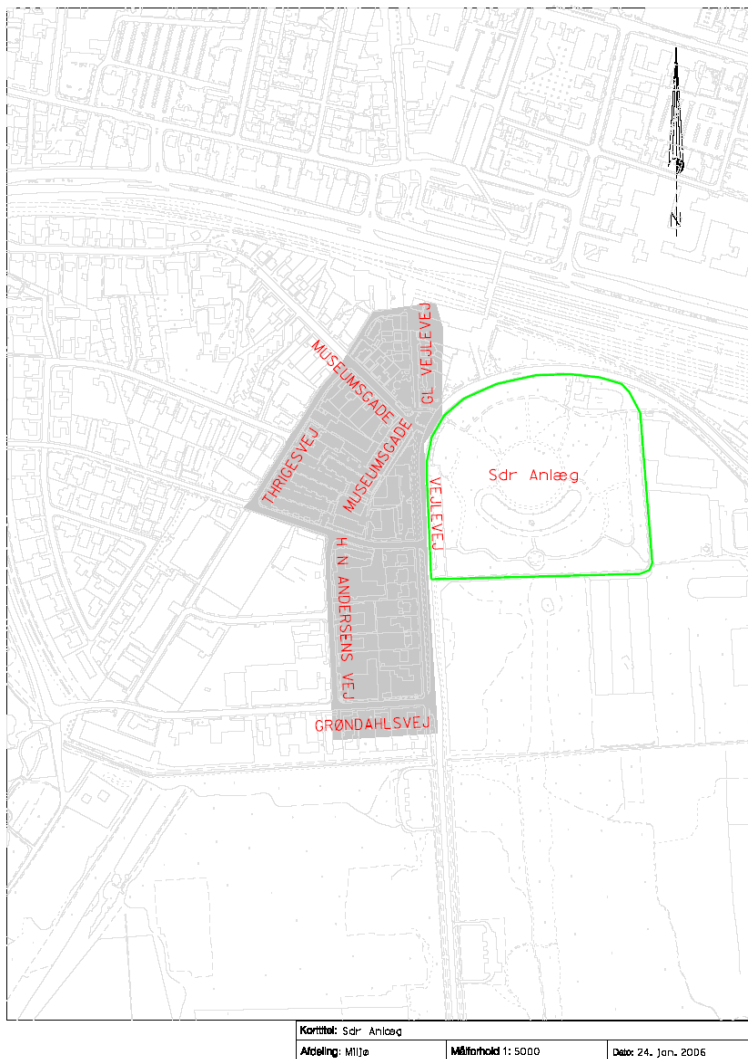 N
GL VEJLEVEJ
MUSEUMSGADE
MUSEUMSGADE
THRIGESVEJ
Sdr Anlæg
VEJLEVEJ
H N ANDERSENS VEJ
GRØNDAHLSVEJ
Korttitel: Sdr Anlæg
Afdeling: Miljø
Målforhold 1: 5000
Dato: 24. jan. 2006